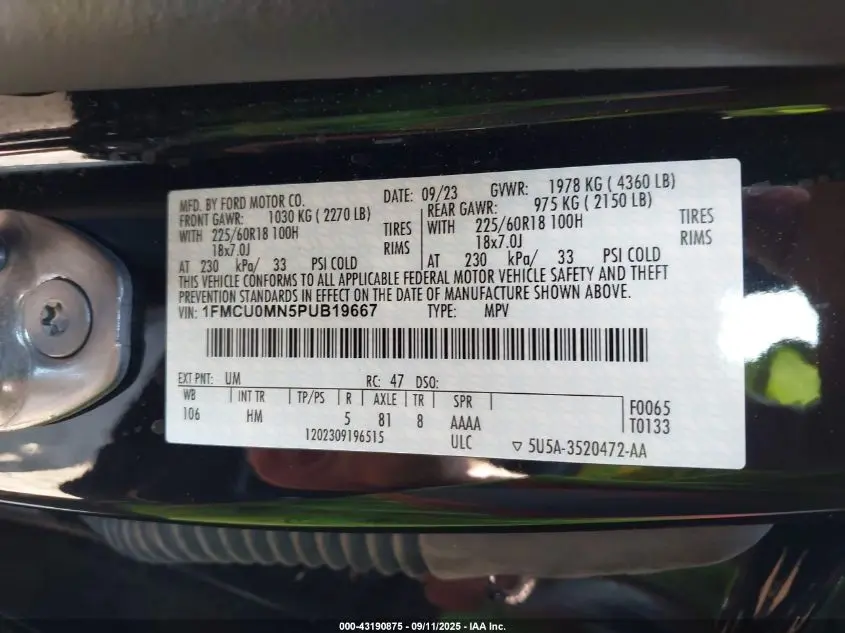 MFD. BY FORD MOTOR CO. DATE: 09/23 GVWR: 1978 KG ( 4360 LB)
FRONT GAWR: 1030 KG ( 2270 LB) REAR GAWR: 975 KG ( 2150 LB)
WITH 225/60R18 100H TIRES WITH 225/60R18 100H TIRES
18x7.0J RIMS 18x7.0J RIMS
AT 230 kPa/ 33 PSI COLD AT 230 kPa/ 33 PSI COLD
THIS VEHICLE CONFORMS TO ALL APPLICABLE FEDERAL MOTOR VEHICLE SAFETY AND THEFT
PREVENTION STANDARDS IN EFFECT ON THE DATE OF MANUFACTURE SHOWN ABOVE.
VIN: 1FMCU0MN5PUB19667 TYPE: MPV
EXT PNT: UM RC: 47 DSO:
WB INT TR TP/PS R AXLE TR SPR
106 HM 5 81 8 AAAA F0065
T0133
1202309196515 ULC 5U5A-3520472-AA
000-43190875 - 09/11/2025 - IAA Inc.